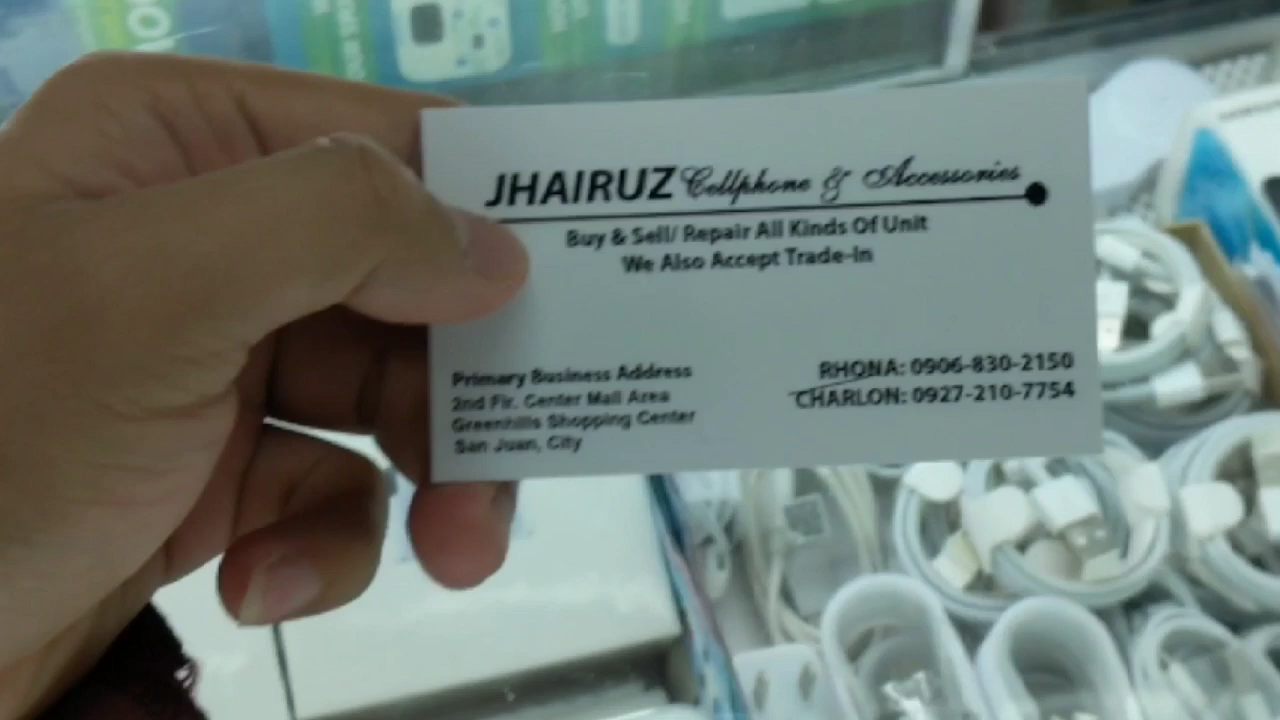 JHAIRUZ Cellphone & Accessories
Buy & Sell/ Repair All Kinds Of Unit
We Also Accept Trade-In
Primary Business Address
2nd Flr. Center Mall Area
Greenhills Shopping Center
San Juan, City
RHONA: 0906-830-2150
CHARLON: 0927-210-7754